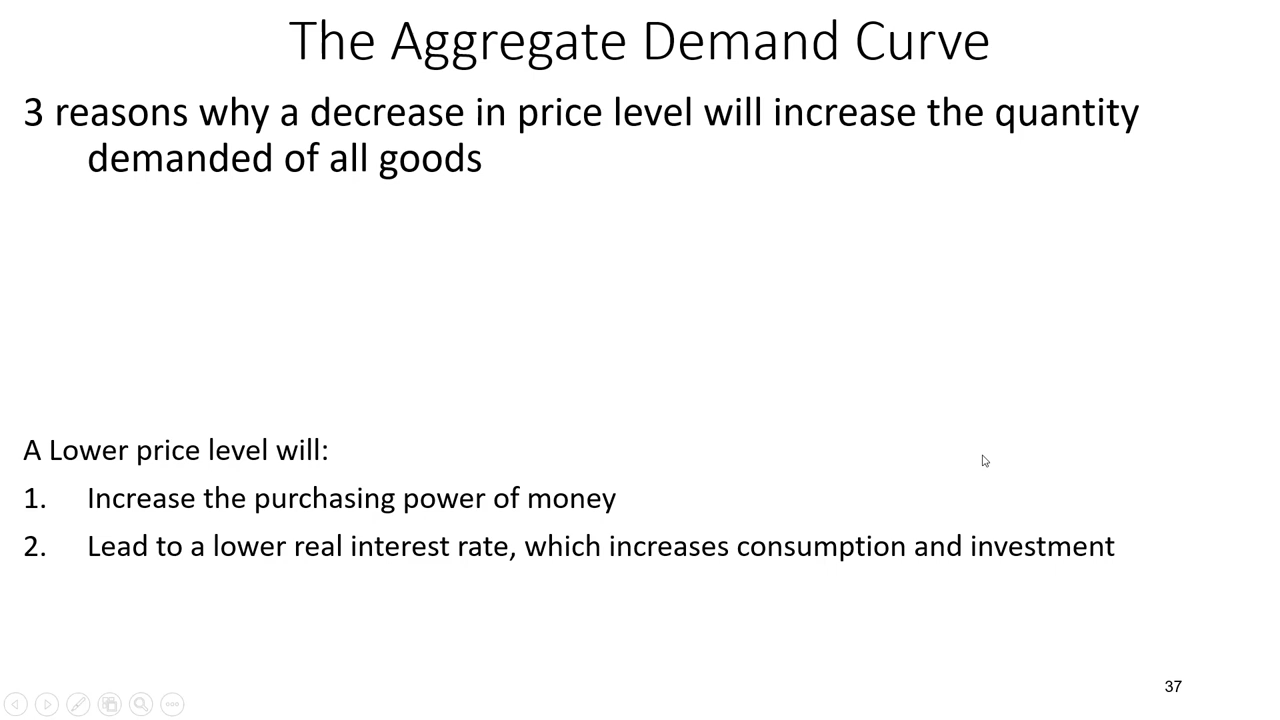 The Aggregate Demand Curve
3 reasons why a decrease in price level will increase the quantity
demanded of all goods
A Lower price level will:
1. Increase the purchasing power of money
2. Lead to a lower real interest rate, which increases consumption and investment
37